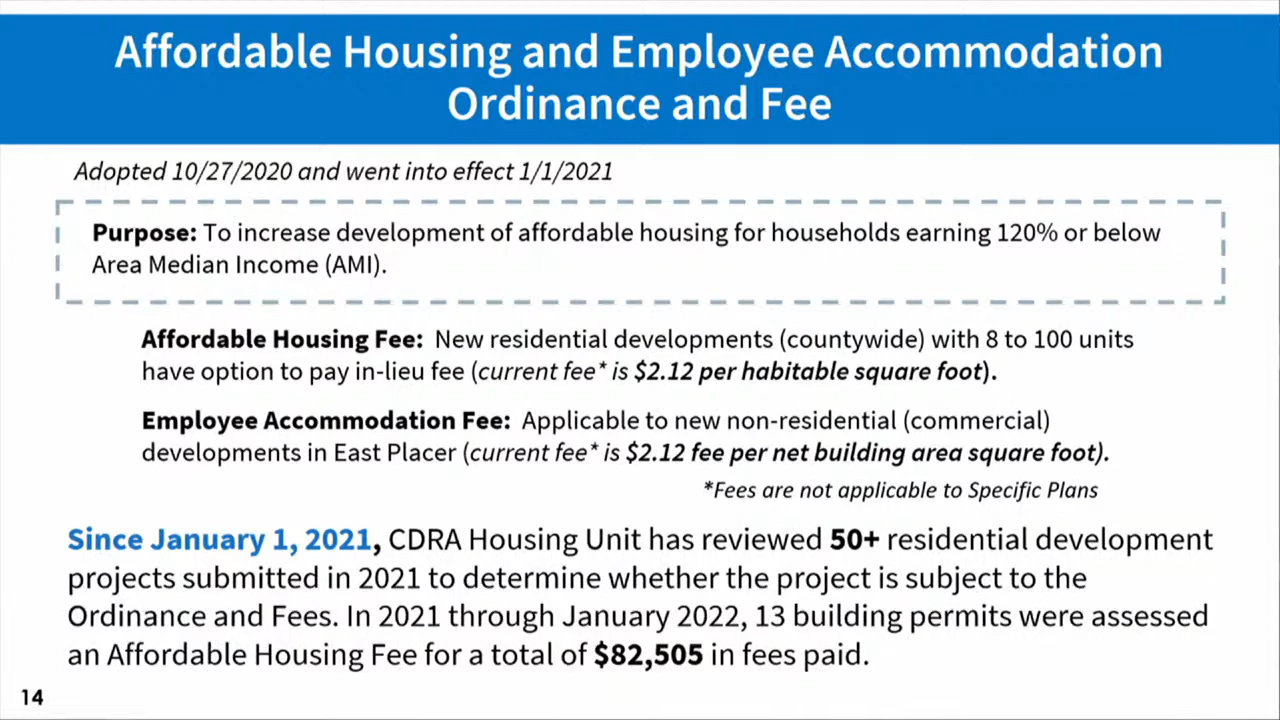 Affordable Housing and Employee Accommodation
Ordinance and Fee
Adopted 10/27/2020 and went into effect 1/1/2021
Purpose: To increase development of affordable housing for households earning 120% or below
Area Median Income (AMI).
Affordable Housing Fee: New residential developments (countywide) with 8 to 100 units
have option to pay in-lieu fee (current fee* is $2.12 per habitable square foot).
Employee Accommodation Fee: Applicable to new non-residential (commercial)
developments in East Placer (current fee* is $2.12 fee per net building area square foot).
*Fees are not applicable to Specific Plans
Since January 1, 2021, CDRA Housing Unit has reviewed 50+ residential development
projects submitted in 2021 to determine whether the project is subject to the
Ordinance and Fees. In 2021 through January 2022, 13 building permits were assessed
an Affordable Housing Fee for a total of $82,505 in fees paid.
14